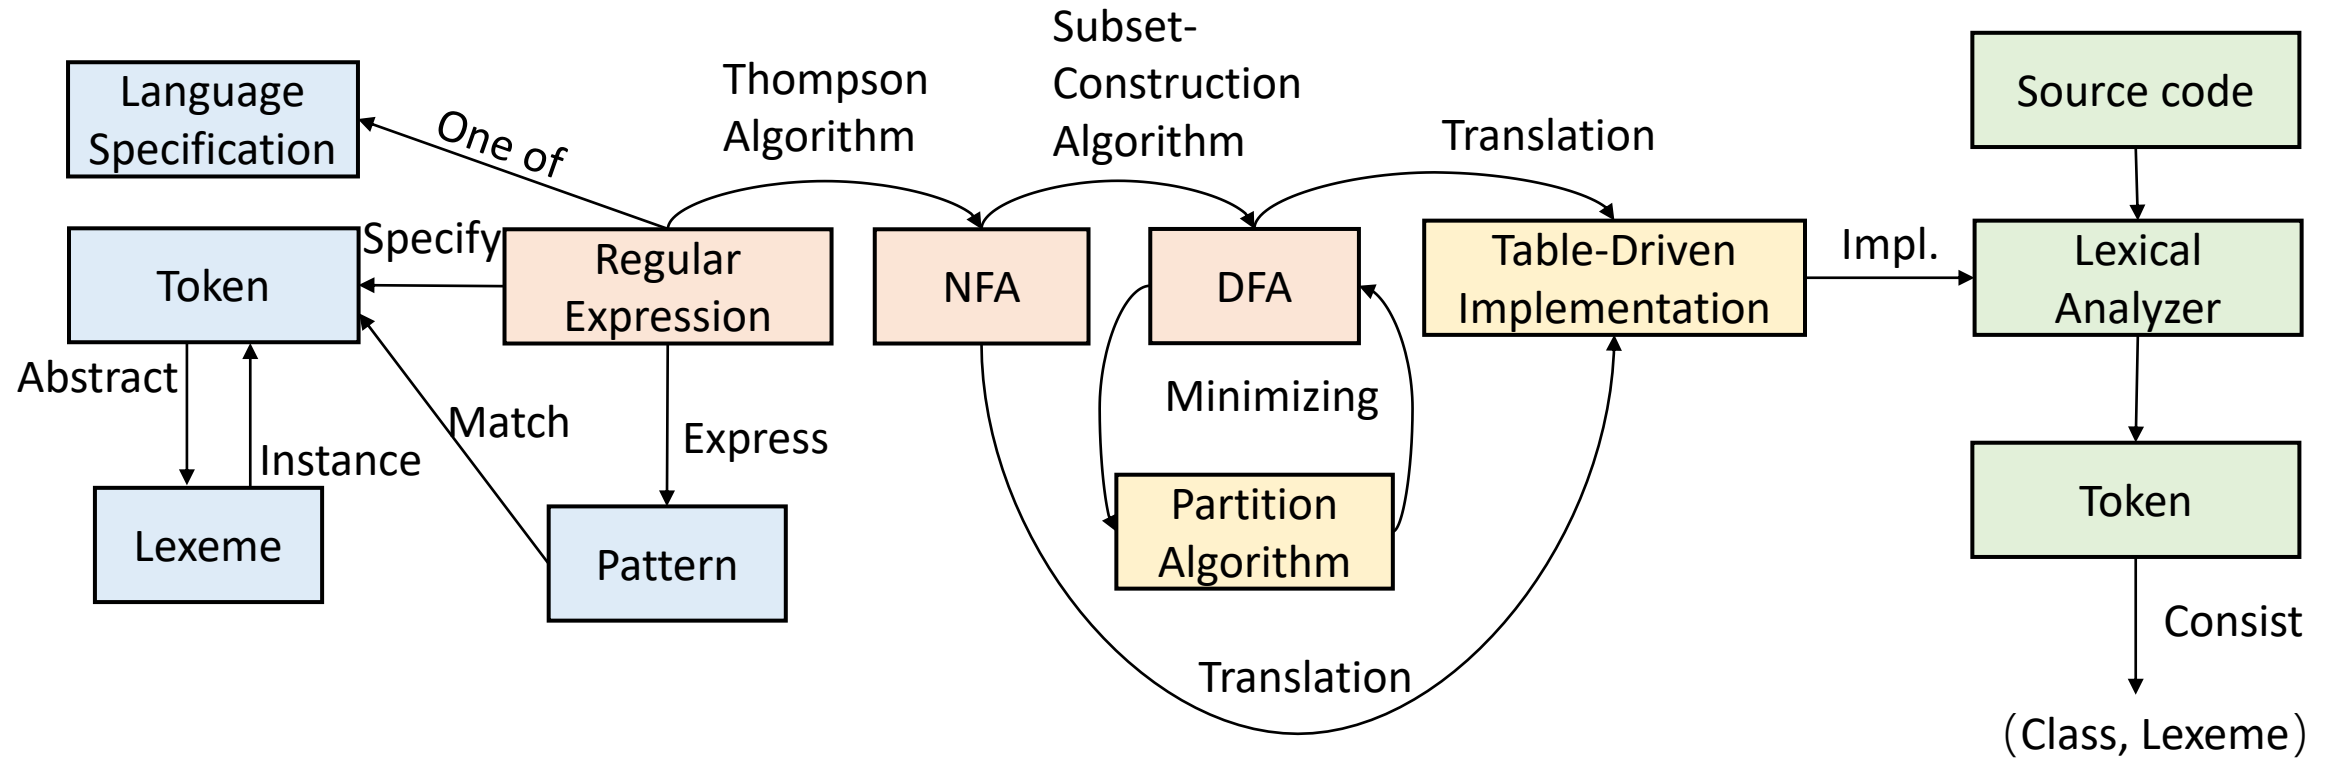 Language
Specification
One of
Thompson
Algorithm
Subset-
Construction
Algorithm
Translation
Source code
Token
Specify
Regular
Expression
NFA
DFA
Table-Driven
Implementation
Impl.
Lexical
Analyzer
Abstract
Instance
Match
Express
Minimizing
Lexeme
Pattern
Partition
Algorithm
Token
Translation
Consist
（Class, Lexeme）